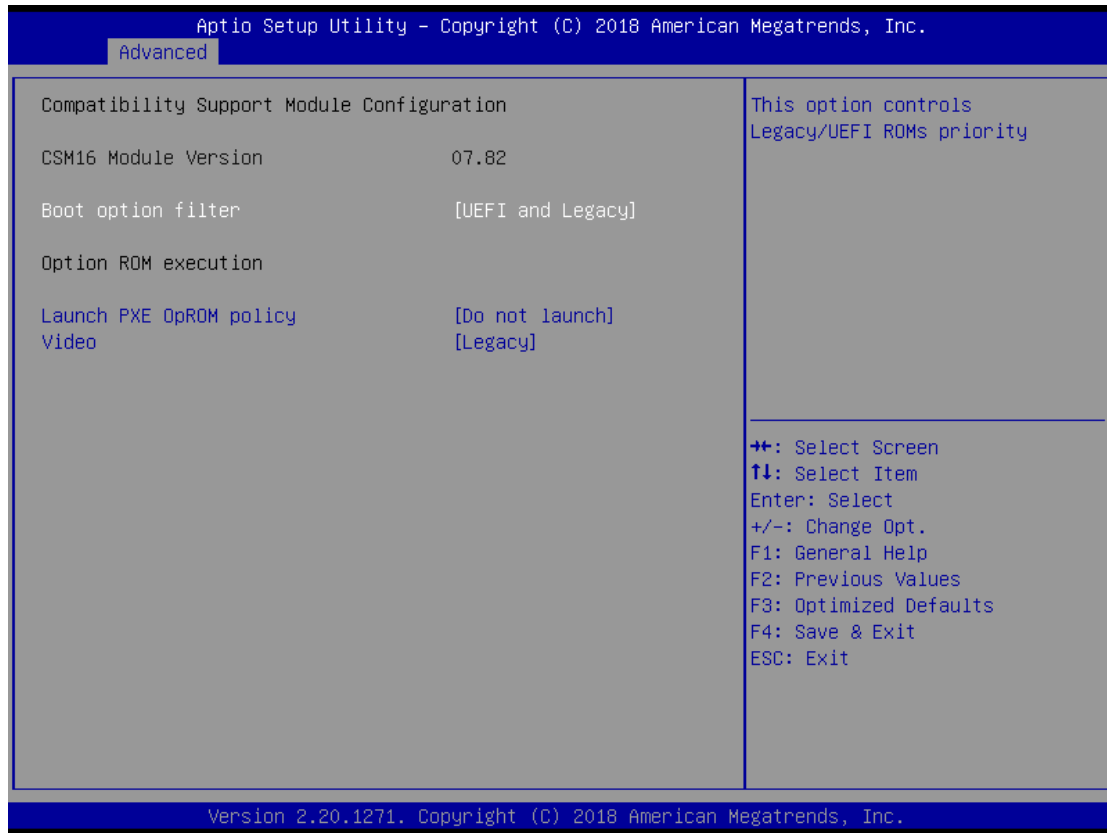 Aptio Setup Utility – Copyright (C) 2018 American Megatrends, Inc.
Advanced
Compatibility Support Module Configuration
CSM16 Module Version 07.82
Boot option filter [UEFI and Legacy]
Option ROM execution
Launch PXE OpROM policy [Do not launch]
Video [Legacy]
This option controls
Legacy/UEFI ROMs priority
→←: Select Screen
↑↓: Select Item
Enter: Select
+/-: Change Opt.
F1: General Help
F2: Previous Values
F3: Optimized Defaults
F4: Save & Exit
ESC: Exit
Version 2.20.1271. Copyright (C) 2018 American Megatrends, Inc.